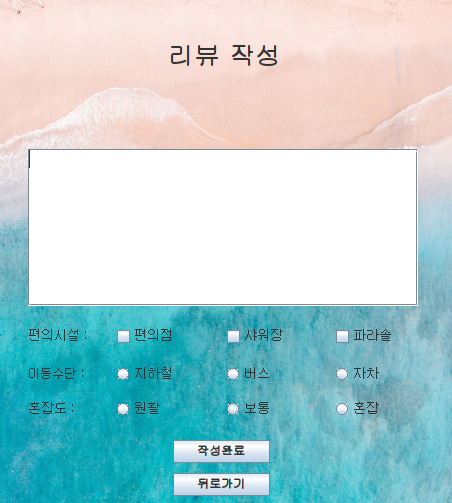 리뷰 작성
편의시설 : 편의점 샤워장 파라솔
이동수단 : 지하철 버스 자차
혼잡도 : 원활 보통 혼잡
작성완료
뒤로가기